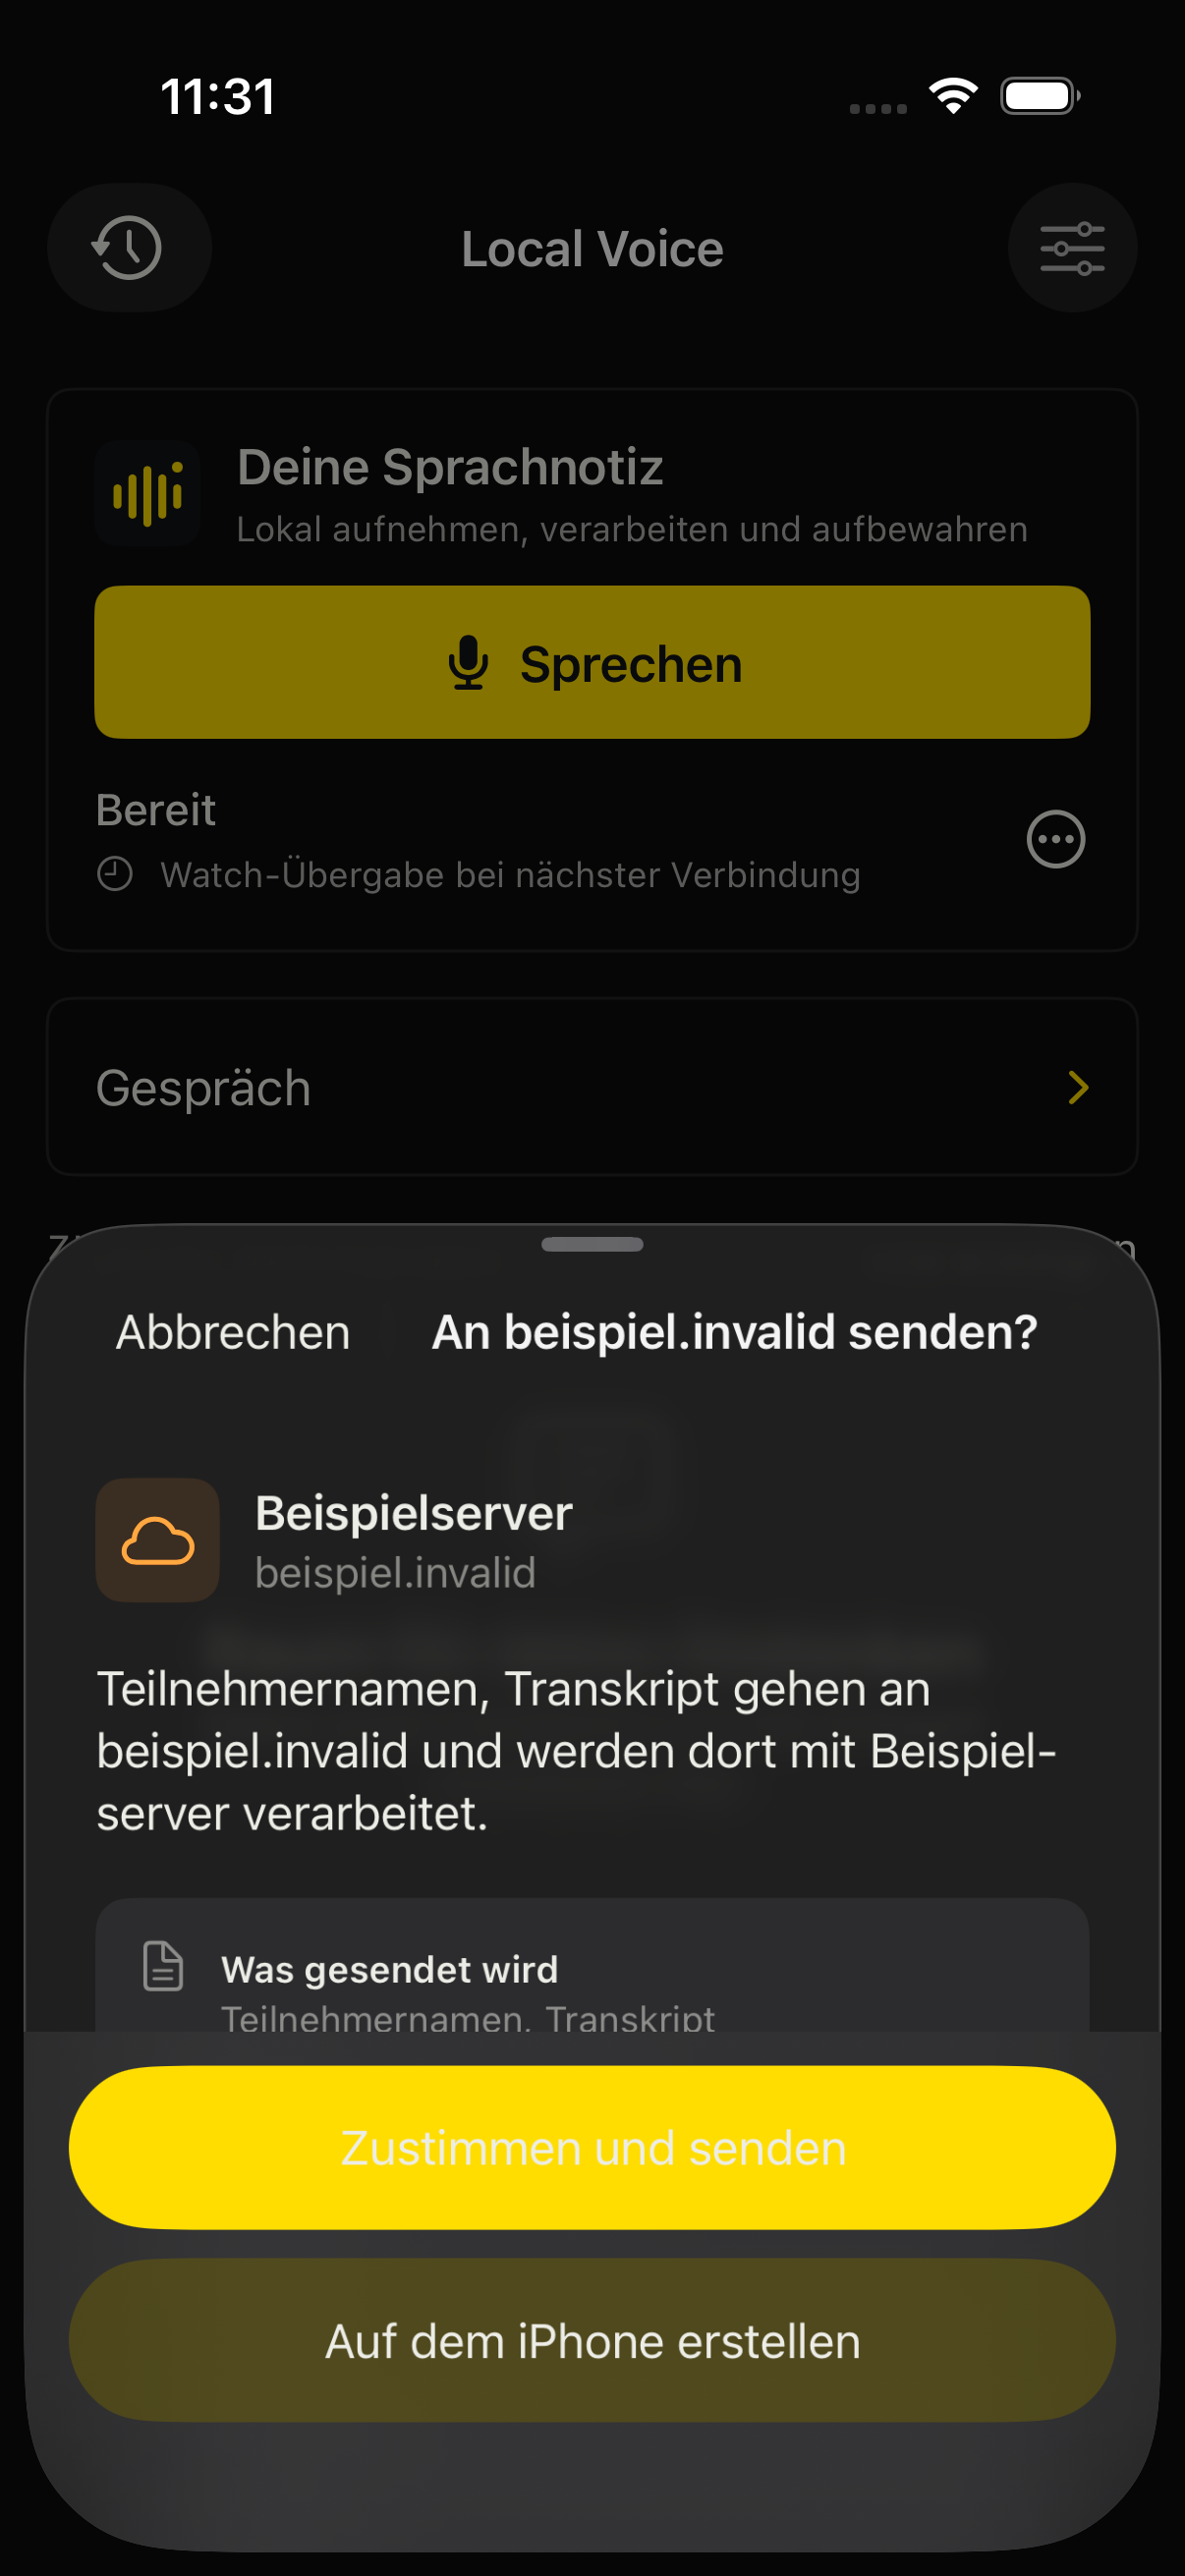 11:31
Local Voice
Deine Sprachnotiz
Lokal aufnehmen, verarbeiten und aufbewahren
Sprechen
Bereit
Watch-Übergabe bei nächster Verbindung
Gespräch
Abbrechen
An beispiel.invalid senden?
Beispielserver
beispiel.invalid
Teilnehmernamen, Transkript gehen an
beispiel.invalid und werden dort mit Beispiel-
server verarbeitet.
Was gesendet wird
Teilnehmernamen, Transkript
Zustimmen und senden
Auf dem iPhone erstellen